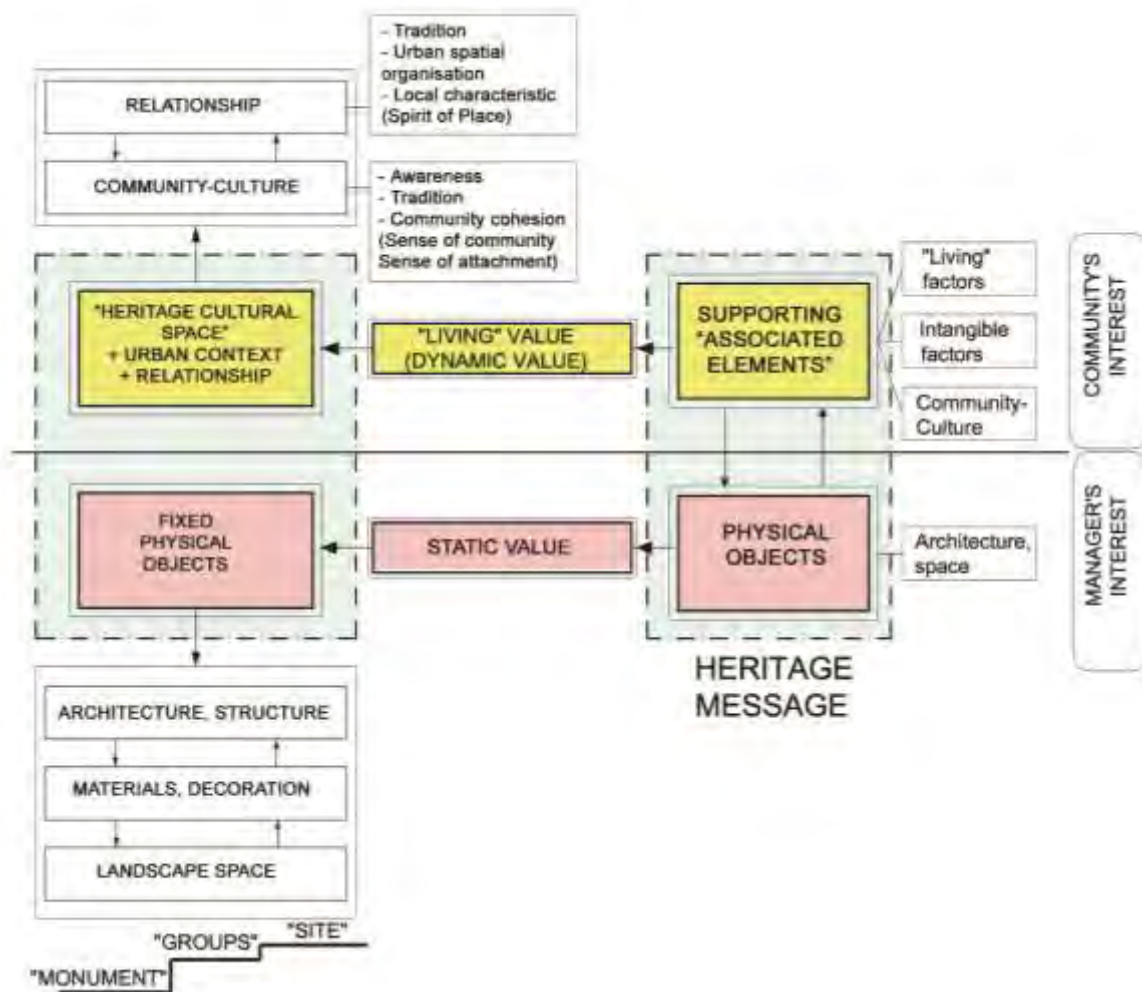 - Tradition
- Urban spatial
organisation
- Local characteristic
(Spirit of Place)
RELATIONSHIP
COMMUNITY-CULTURE
- Awareness
- Tradition
- Community cohesion
(Sense of community
Sense of attachment)
"HERITAGE CULTURAL
SPACE"
+ URBAN CONTEXT
+ RELATIONSHIP
"LIVING" VALUE
(DYNAMIC VALUE)
SUPPORTING
"ASSOCIATED
ELEMENTS"
"Living"
factors
Intangible
factors
Community-
Culture
COMMUNITY'S
INTEREST
FIXED
PHYSICAL
OBJECTS
STATIC VALUE
PHYSICAL
OBJECTS
Architecture,
space
MANAGER'S
INTEREST
HERITAGE
MESSAGE
ARCHITECTURE, STRUCTURE
MATERIALS, DECORATION
LANDSCAPE SPACE
"SITE"
"GROUPS"
"MONUMENT"